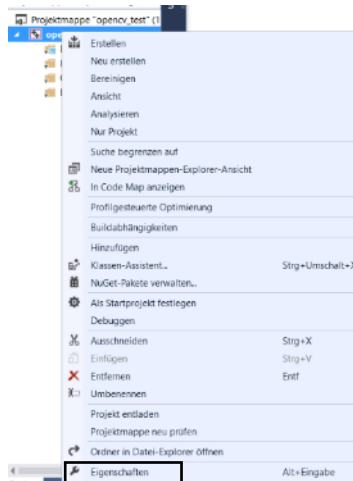 Projektmappe "opencv_test" (1
ope
Erstellen
Neu erstellen
Bereinigen
Ansicht
Analysieren
Nur Projekt
Suche begrenzen auf
Neue Projektmappen-Explorer-Ansicht
In Code Map anzeigen
Profilgesteuerte Optimierung
Buildabhängigkeiten
Hinzufügen
Klassen-Assistent... Strg+Umschalt+X
NuGet-Pakete verwalten...
Als Startprojekt festlegen
Debuggen
Ausschneiden Strg+X
Einfügen Strg+V
Entfernen Entf
Umbenennen
Projekt entladen
Projektmappe neu prüfen
Ordner in Datei-Explorer öffnen
Eigenschaften Alt+Eingabe